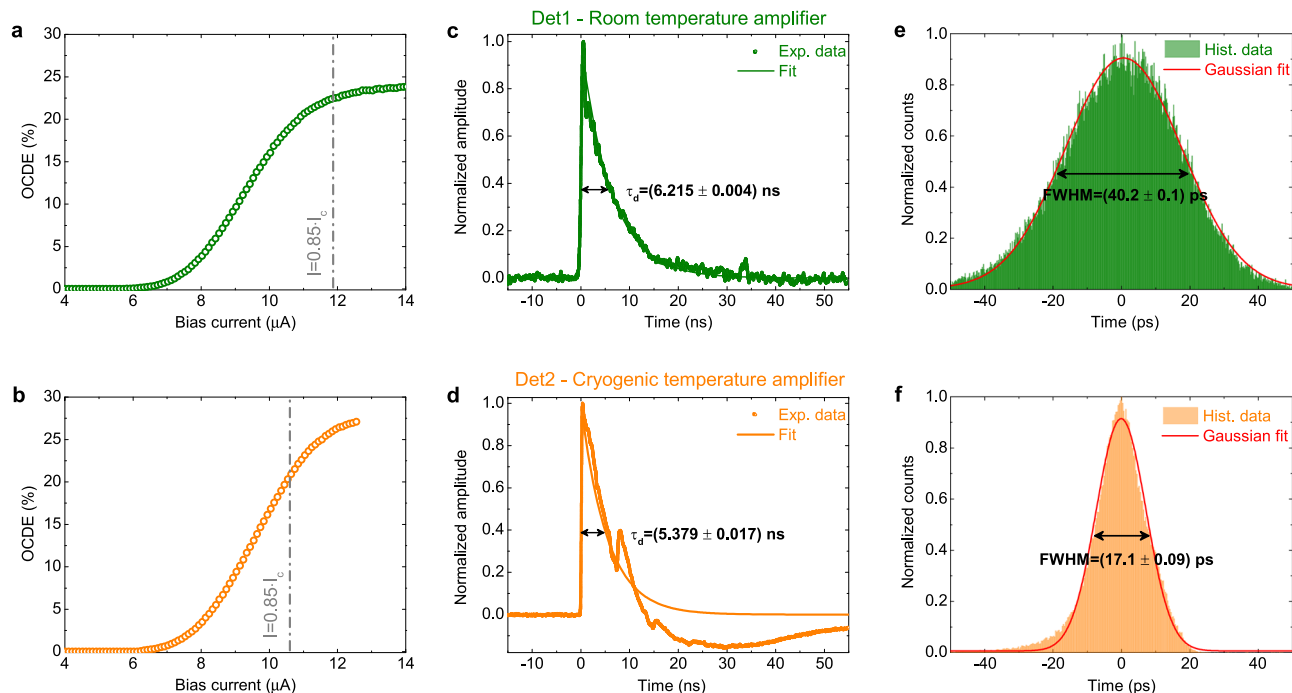 Det1 - Room temperature amplifier
a
30
25
20
15
10
5
0
OCDE (%)
I=0.85·I_c
4 6 8 10 12 14
Bias current (μA)
c
1.0
0.8
0.6
0.4
0.2
0.0
Normalized amplitude
Exp. data
Fit
τ_d=(6.215 ± 0.004) ns
-10 0 10 20 30 40 50
Time (ns)
e
1.0
0.8
0.6
0.4
0.2
0.0
Normalized counts
Hist. data
Gaussian fit
FWHM=(40.2 ± 0.1) ps
-40 -20 0 20 40
Time (ps)
Det2 - Cryogenic temperature amplifier
b
30
25
20
15
10
5
0
OCDE (%)
I=0.85·I_c
4 6 8 10 12 14
Bias current (μA)
d
1.0
0.8
0.6
0.4
0.2
0.0
Normalized amplitude
Exp. data
Fit
τ_d=(5.379 ± 0.017) ns
-10 0 10 20 30 40 50
Time (ns)
f
1.0
0.8
0.6
0.4
0.2
0.0
Normalized counts
Hist. data
Gaussian fit
FWHM=(17.1 ± 0.09) ps
-40 -20 0 20 40
Time (ps)